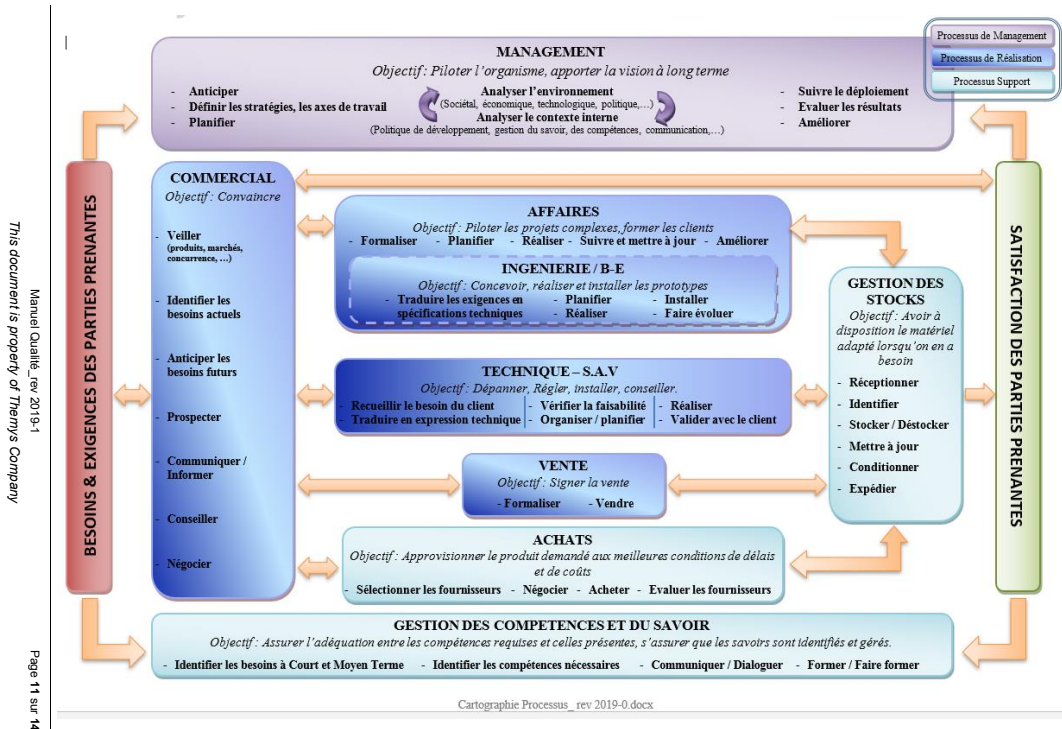 Processus de Management
Processus de Réalisation
Processus Support
MANAGEMENT
Objectif : Piloter l'organisme, apporter la vision à long terme
- Anticiper
- Définir les stratégies, les axes de travail
- Planifier
Analyser l'environnement
(Sociétal, économique, technologique, politique,…)
Analyser le contexte interne
(Politique de développement, gestion du savoir, des compétences, communication,…)
- Suivre le déploiement
- Evaluer les résultats
- Améliorer
BESOINS & EXIGENCES DES PARTIES PRENANTES
COMMERCIAL
Objectif : Convaincre
- Veiller
(produits, marchés,
concurrence, …)
- Identifier les
besoins actuels
- Anticiper les
besoins futurs
- Prospecter
- Communiquer /
Informer
- Conseiller
- Négocier
AFFAIRES
Objectif : Piloter les projets complexes, former les clients
- Formaliser - Planifier - Réaliser - Suivre et mettre à jour - Améliorer
INGENIERIE / B-E
Objectif : Concevoir, réaliser et installer les prototypes
- Traduire les exigences en
spécifications techniques
- Planifier
- Réaliser
- Installer
- Faire évoluer
TECHNIQUE – S.A.V
Objectif : Dépanner, Régler, installer, conseiller.
- Recueillir le besoin du client
- Traduire en expression technique
- Vérifier la faisabilité
- Organiser / planifier
- Réaliser
- Valider avec le client
VENTE
Objectif : Signer la vente
- Formaliser - Vendre
ACHATS
Objectif : Approvisionner le produit demandé aux meilleures conditions de délais
et de coûts
- Sélectionner les fournisseurs - Négocier - Acheter - Evaluer les fournisseurs
GESTION DES
STOCKS
Objectif : Avoir à
disposition le matériel
adapté lorsqu'on en a
besoin
- Réceptionner
- Identifier
- Stocker / Déstocker
- Mettre à jour
- Conditionner
- Expédier
SATISFACTION DES PARTIES PRENANTES
GESTION DES COMPETENCES ET DU SAVOIR
Objectif : Assurer l'adéquation entre les compétences requises et celles présentes, s'assurer que les savoirs sont identifiés et gérés.
- Identifier les besoins à Court et Moyen Terme - Identifier les compétences nécessaires - Communiquer / Dialoguer - Former / Faire former
Cartographie Processus_ rev 2019-0.docx
Manuel Qualité_rev 2019-1
This document is property of Themys Company
Page 11 sur 14